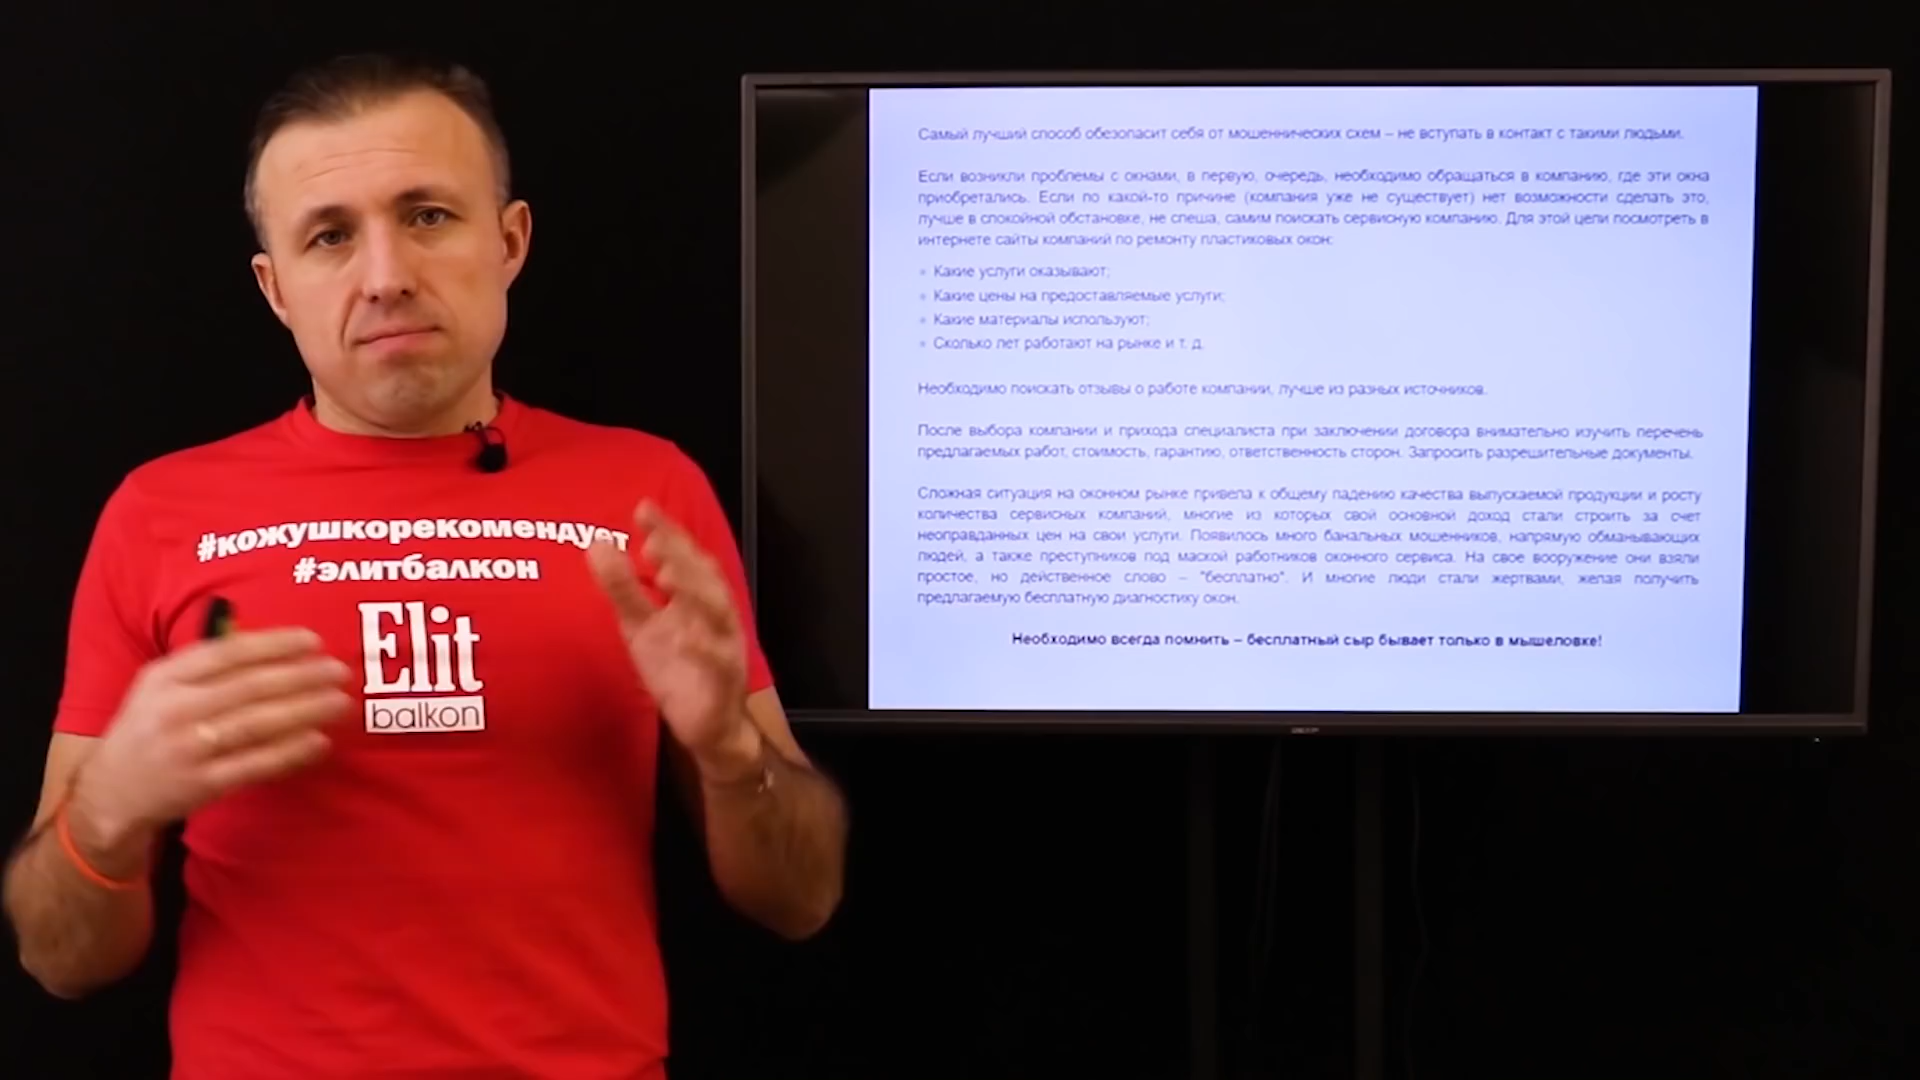 #кожушкорекомендует
#элитбалкон
Elit
balkon
Самый лучший способ обезопасит себя от мошеннических схем – не вступать в контакт с такими людьми.
Если возникли проблемы с окнами, в первую, очередь, необходимо обращаться в компанию, где эти окна
приобретались. Если по какой-то причине (компания уже не существует) нет возможности сделать это,
лучше в спокойной обстановке, не спеша, самим поискать сервисную компанию. Для этой цели посмотреть в
интернете сайты компаний по ремонту пластиковых окон:
Какие услуги оказывают;
Какие цены на предоставляемые услуги;
Какие материалы используют;
Сколько лет работают на рынке и т. д.
Необходимо поискать отзывы о работе компании, лучше из разных источников.
После выбора компании и прихода специалиста при заключении договора внимательно изучить перечень
предлагаемых работ, стоимость, гарантию, ответственность сторон. Запросить разрешительные документы.
Сложная ситуация на оконном рынке привела к общему падению качества выпускаемой продукции и росту
количества сервисных компаний, многие из которых свой основной доход стали строить за счет
неоправданных цен на свои услуги. Появилось много банальных мошенников, напрямую обманывающих
людей, а также преступников под маской работников оконного сервиса. На свое вооружение они взяли
простое, но действенное слово – "бесплатно". И многие люди стали жертвами, желая получить
предлагаемую бесплатную диагностику окон.
Необходимо всегда помнить – бесплатный сыр бывает только в мышеловке!